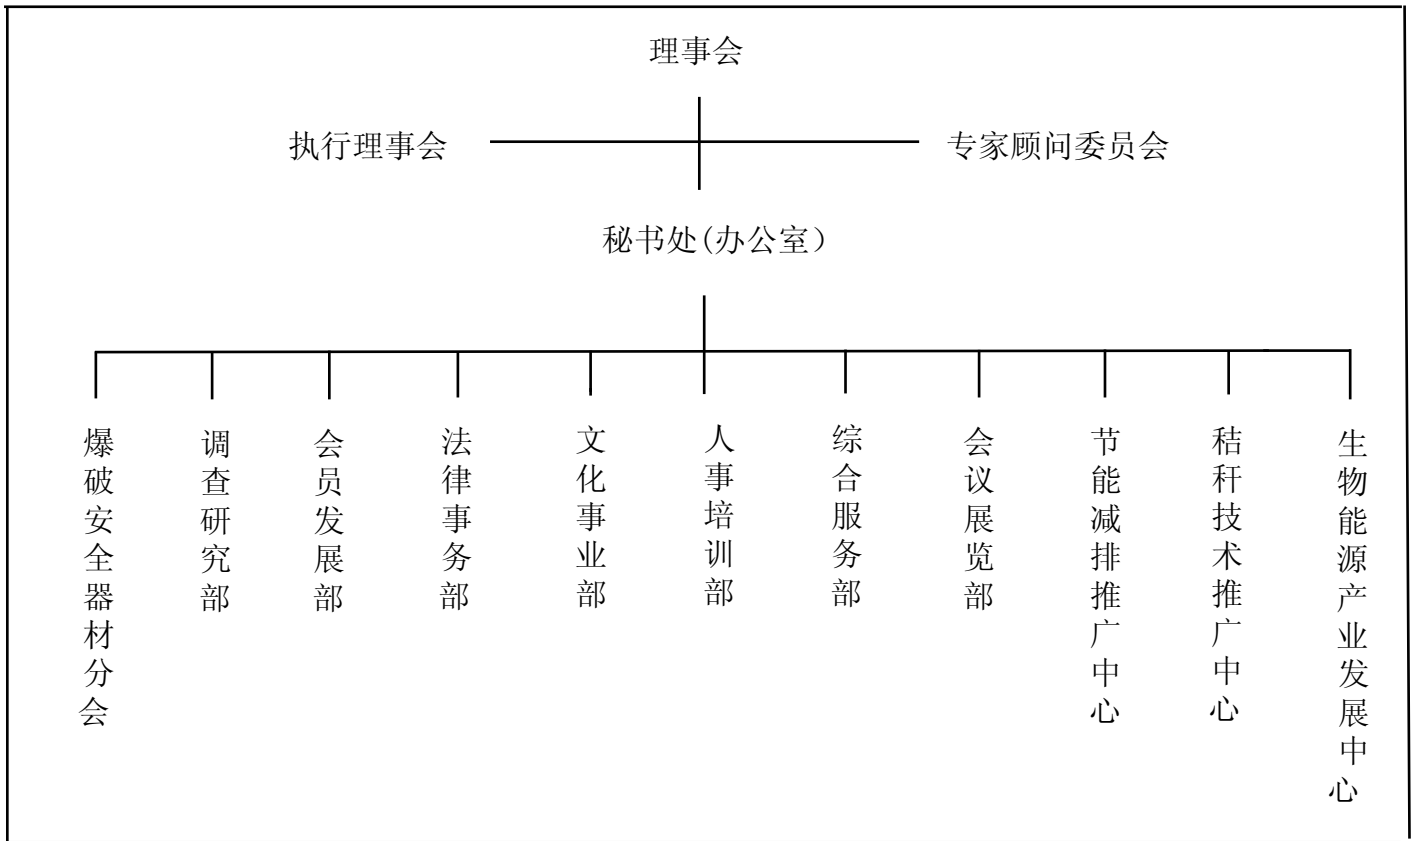 理事会
执行理事会
专家顾问委员会
秘书处(办公室）
爆破安全器材分会
调查研究部
会员发展部
法律事务部
文化事业部
人事培训部
综合服务部
会议展览部
节能减排推广中心
秸秆技术推广中心
生物能源产业发展中心